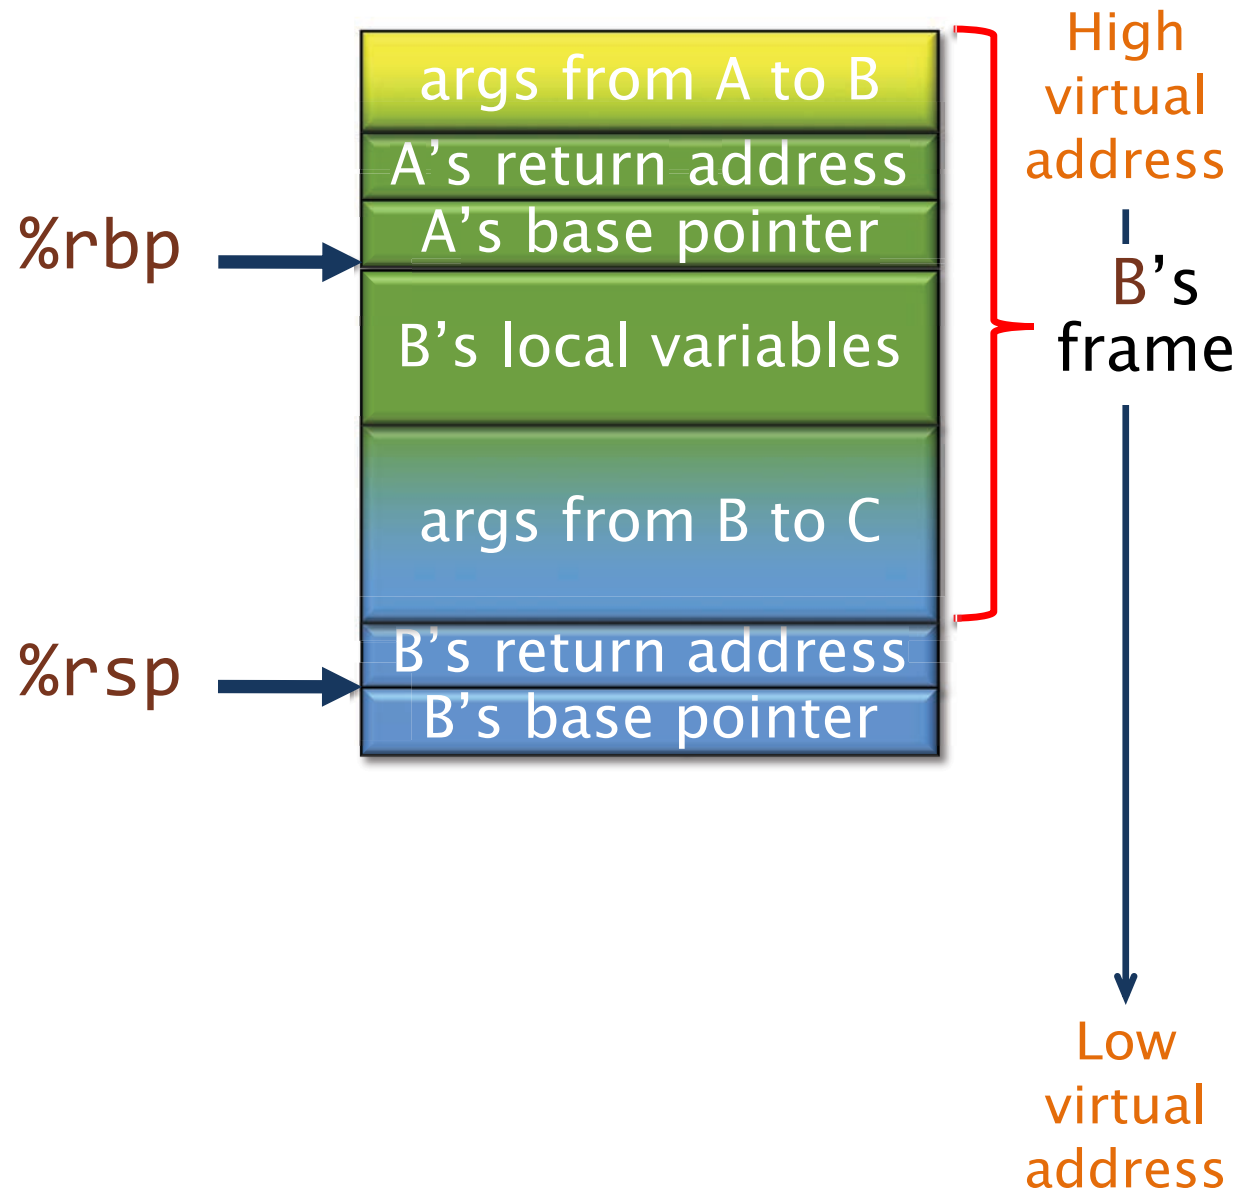 High
virtual
address
args from A to B
A's return address
A's base pointer
%rbp
B's
frame
B's local variables
args from B to C
B's return address
%rsp
B's base pointer
Low
virtual
address